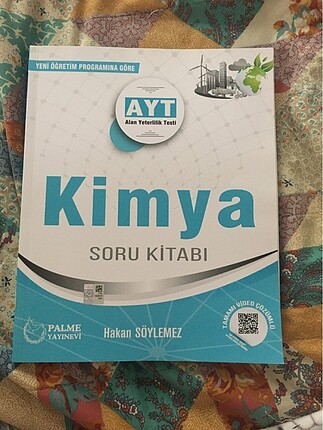 YENİ ÖĞRETİM PROGRAMINA GÖRE
AYT
Alan Yeterlilik Testi
Kimya
SORU KİTABI
PALME
YAYINEVİ
Hakan SÖYLEMEZ
TAMAMI VİDEO ÇÖZÜMLÜ